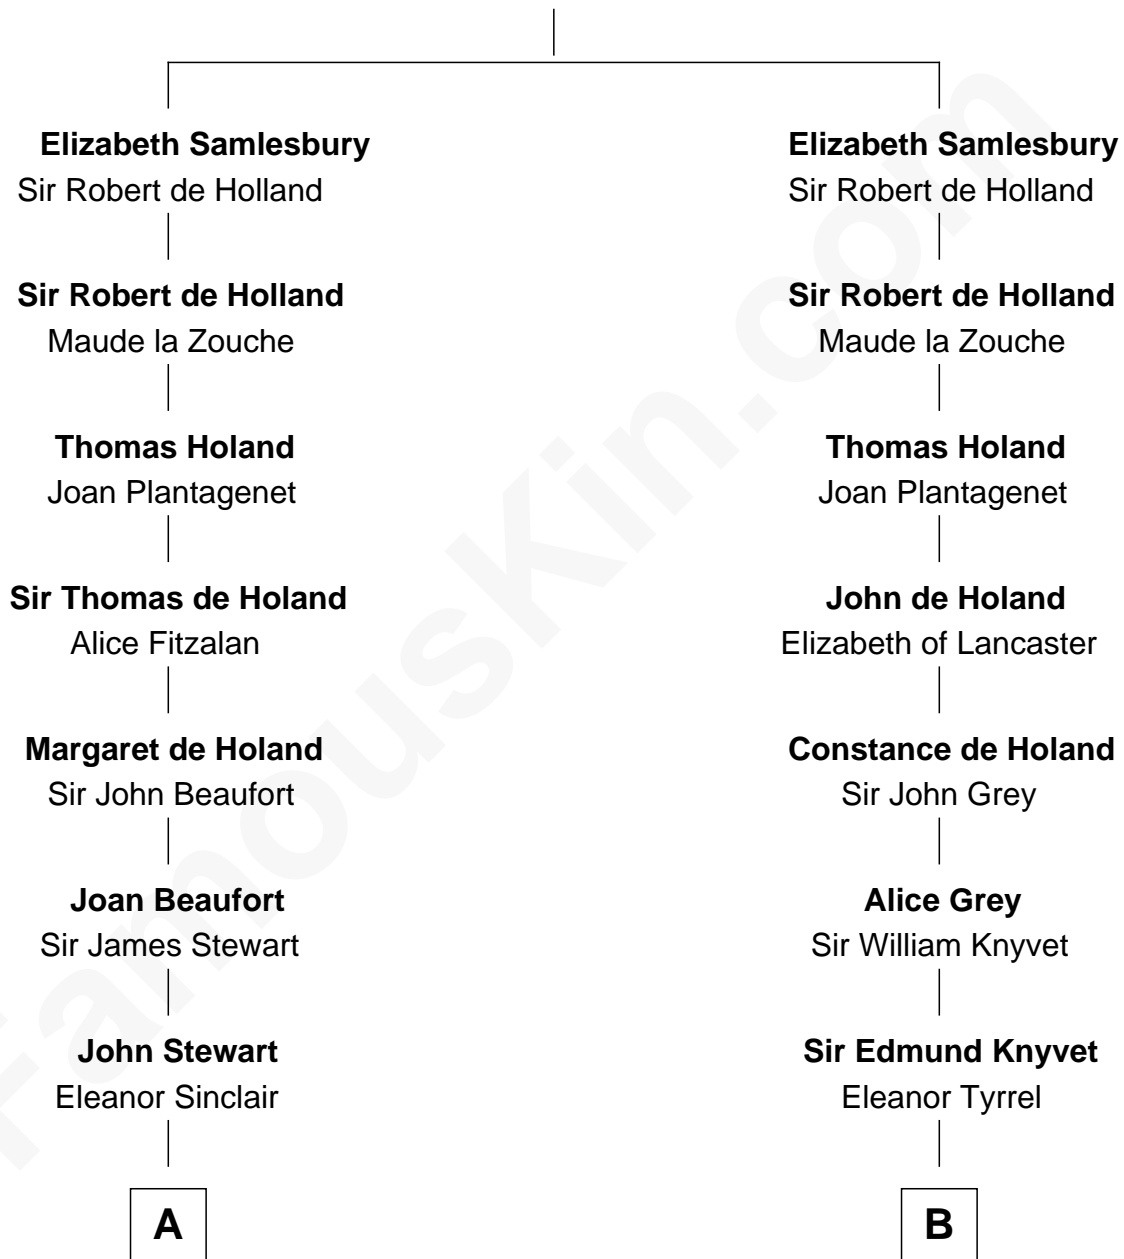 Elizabeth Samlesbury
Sir Robert de Holland
Sir Robert de Holland
Maude la Zouche
Thomas Holand
Joan Plantagenet
Sir Thomas de Holand
Alice Fitzalan
Margaret de Holand
Sir John Beaufort
Joan Beaufort
Sir James Stewart
John Stewart
Eleanor Sinclair
A
Elizabeth Samlesbury
Sir Robert de Holland
Sir Robert de Holland
Maude la Zouche
Thomas Holand
Joan Plantagenet
John de Holand
Elizabeth of Lancaster
Constance de Holand
Sir John Grey
Alice Grey
Sir William Knyvet
Sir Edmund Knyvet
Eleanor Tyrrel
B
FamousKin.com